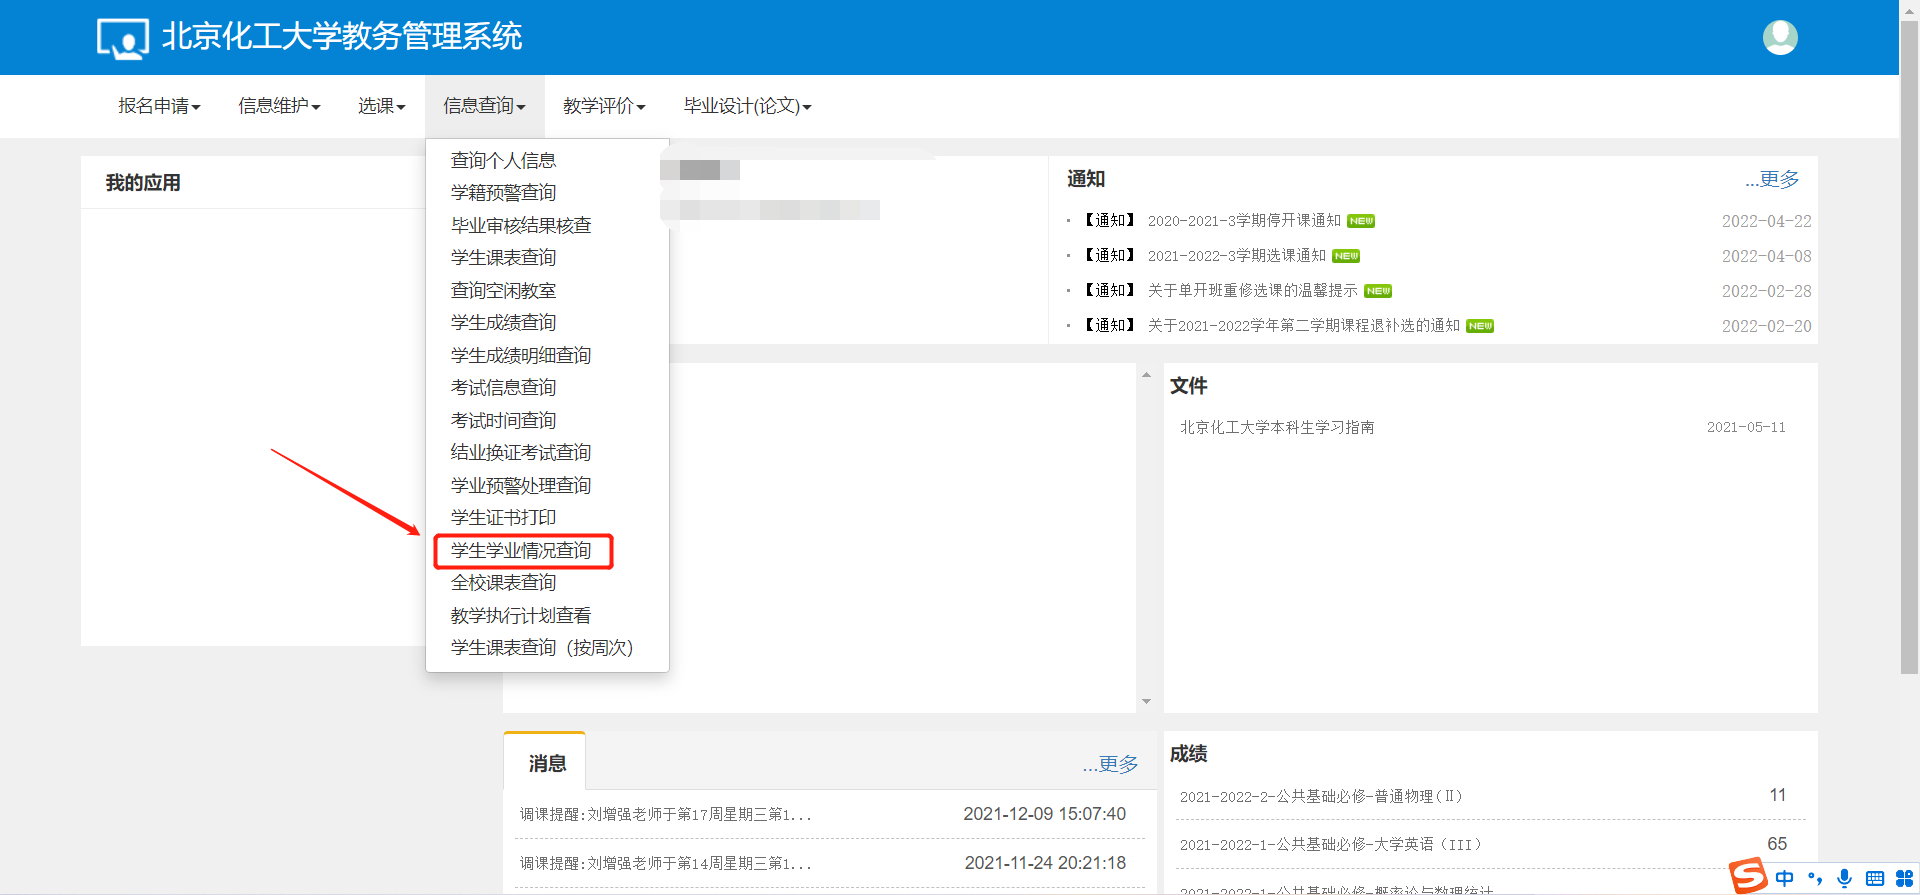 北京化工大学教务管理系统
报名申请 信息维护 选课 信息查询 教学评价 毕业设计(论文)
我的应用
查询个人信息
学籍预警查询
毕业审核结果核查
学生课表查询
查询空闲教室
学生成绩查询
学生成绩明细查询
考试信息查询
考试时间查询
结业换证考试查询
学业预警处理查询
学生证书打印
学生学业情况查询
全校课表查询
教学执行计划查看
学生课表查询（按周次）
通知 ...更多
【通知】 2020-2021-3学期停开课通知 NEW 2022-04-22
【通知】 2021-2022-3学期选课通知 NEW 2022-04-08
【通知】 关于单开班重修选课的温馨提示 NEW 2022-02-28
【通知】 关于2021-2022学年第二学期课程退补选的通知 NEW 2022-02-20
文件
北京化工大学本科生学习指南 2021-05-11
消息 ...更多
调课提醒:刘增强老师于第17周星期三第1... 2021-12-09 15:07:40
调课提醒:刘增强老师于第14周星期三第1... 2021-11-24 20:21:18
成绩
2021-2022-2-公共基础必修-普通物理(Ⅱ) 11
2021-2022-1-公共基础必修-大学英语（III） 65
2021-2022-1-公共基础必修-概率论与数理统计
S 中